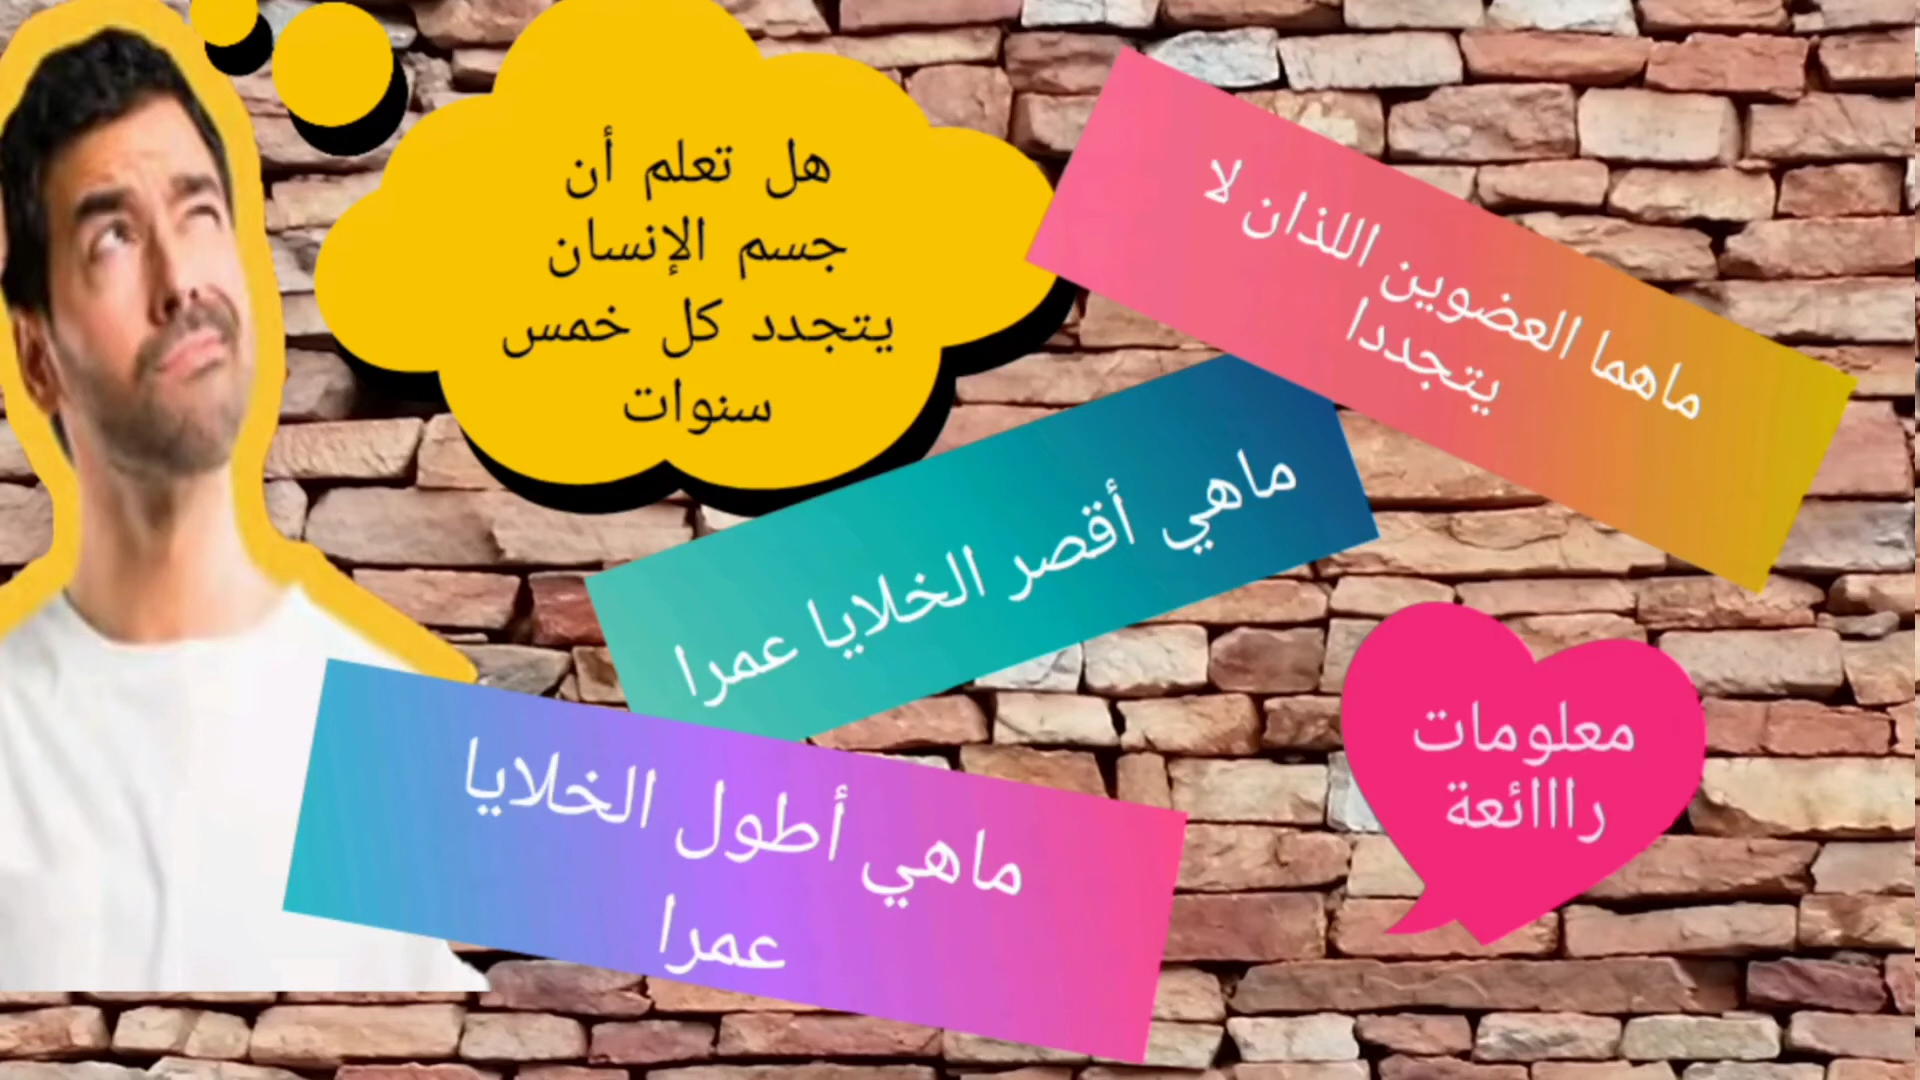 هل تعلم أن
جسم الإنسان
يتجدد كل خمس
سنوات
ماهما العضوين اللذان لا
يتجددا
ماهي أقصر الخلايا عمرا
ماهي أطول الخلايا
عمرا
معلومات
رااائعة